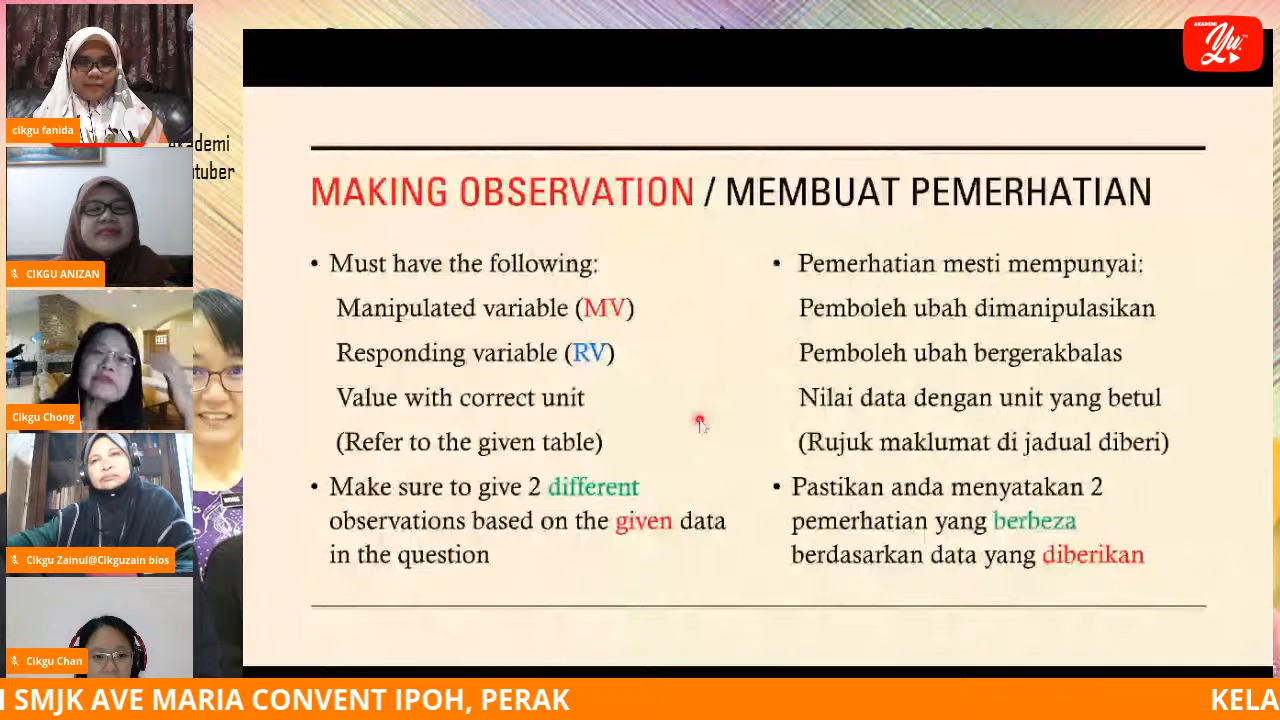 cikgu fanida
CIKGU ANIZAN
Cikgu Chong
Cikgu Zainul@Cikguzain bios
Cikgu Chan
AKADEMI
Yu
MAKING OBSERVATION / MEMBUAT PEMERHATIAN
• Must have the following:
Manipulated variable (MV)
Responding variable (RV)
Value with correct unit
(Refer to the given table)
• Make sure to give 2 different
observations based on the given data
in the question
• Pemerhatian mesti mempunyai:
Pemboleh ubah dimanipulasikan
Pemboleh ubah bergerakbalas
Nilai data dengan unit yang betul
(Rujuk maklumat di jadual diberi)
• Pastikan anda menyatakan 2
pemerhatian yang berbeza
berdasarkan data yang diberikan
SMJK AVE MARIA CONVENT IPOH, PERAK
KELA